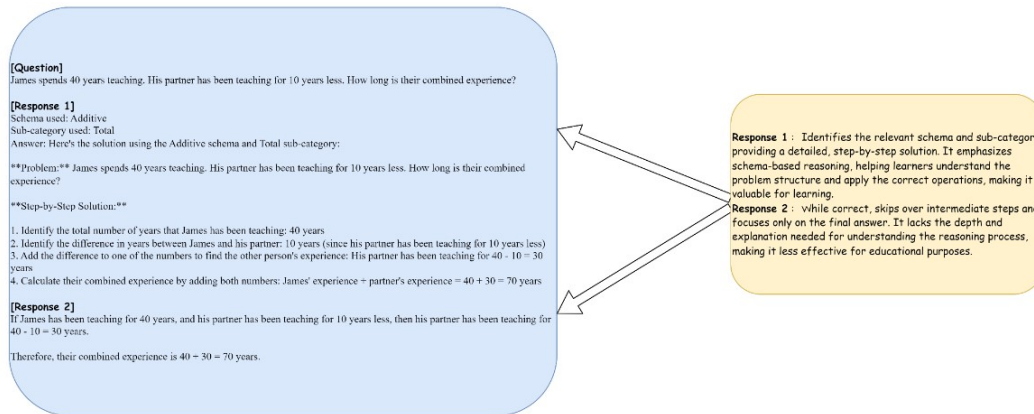 [Question]
James spends 40 years teaching. His partner has been teaching for 10 years less. How long is their combined experience?
[Response 1]
Schema used: Additive
Sub-category used: Total
Answer: Here's the solution using the Additive schema and Total sub-category:
**Problem:** James spends 40 years teaching. His partner has been teaching for 10 years less. How long is their combined
experience?
**Step-by-Step Solution:**
1. Identify the total number of years that James has been teaching: 40 years
2. Identify the difference in years between James and his partner: 10 years (since his partner has been teaching for 10 years less)
3. Add the difference to one of the numbers to find the other person's experience: His partner has been teaching for 40 - 10 = 30
years
4. Calculate their combined experience by adding both numbers: James' experience + partner's experience = 40 + 30 = 70 years
[Response 2]
If James has been teaching for 40 years, and his partner has been teaching for 10 years less, then his partner has been teaching for
40 - 10 = 30 years.
Therefore, their combined experience is 40 + 30 = 70 years.
Response 1 : Identifies the relevant schema and sub-categor
providing a detailed, step-by-step solution. It emphasizes
schema-based reasoning, helping learners understand the
problem structure and apply the correct operations, making it
valuable for learning.
Response 2 : While correct, skips over intermediate steps an
focuses only on the final answer. It lacks the depth and
explanation needed for understanding the reasoning process,
making it less effective for educational purposes.